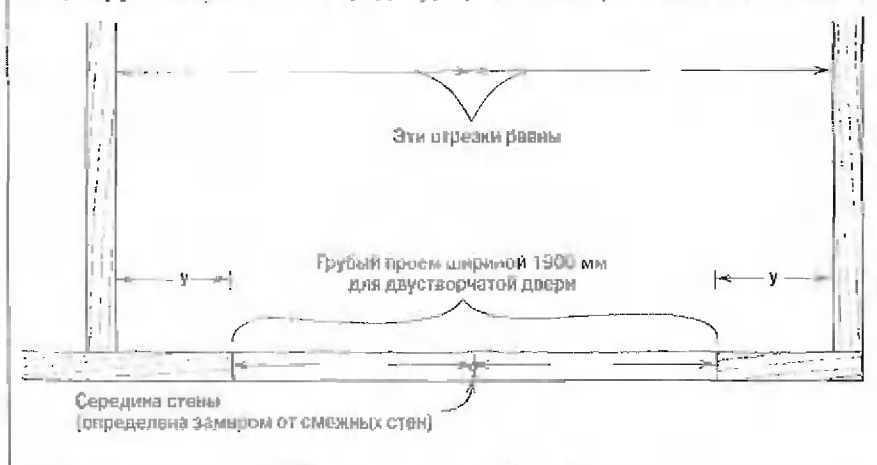 Эти отрезки равны
Грубый проем шириной 1900 мм
для двустворчатой двери
y
y
Середина стены
(определена замером от смежных стен)